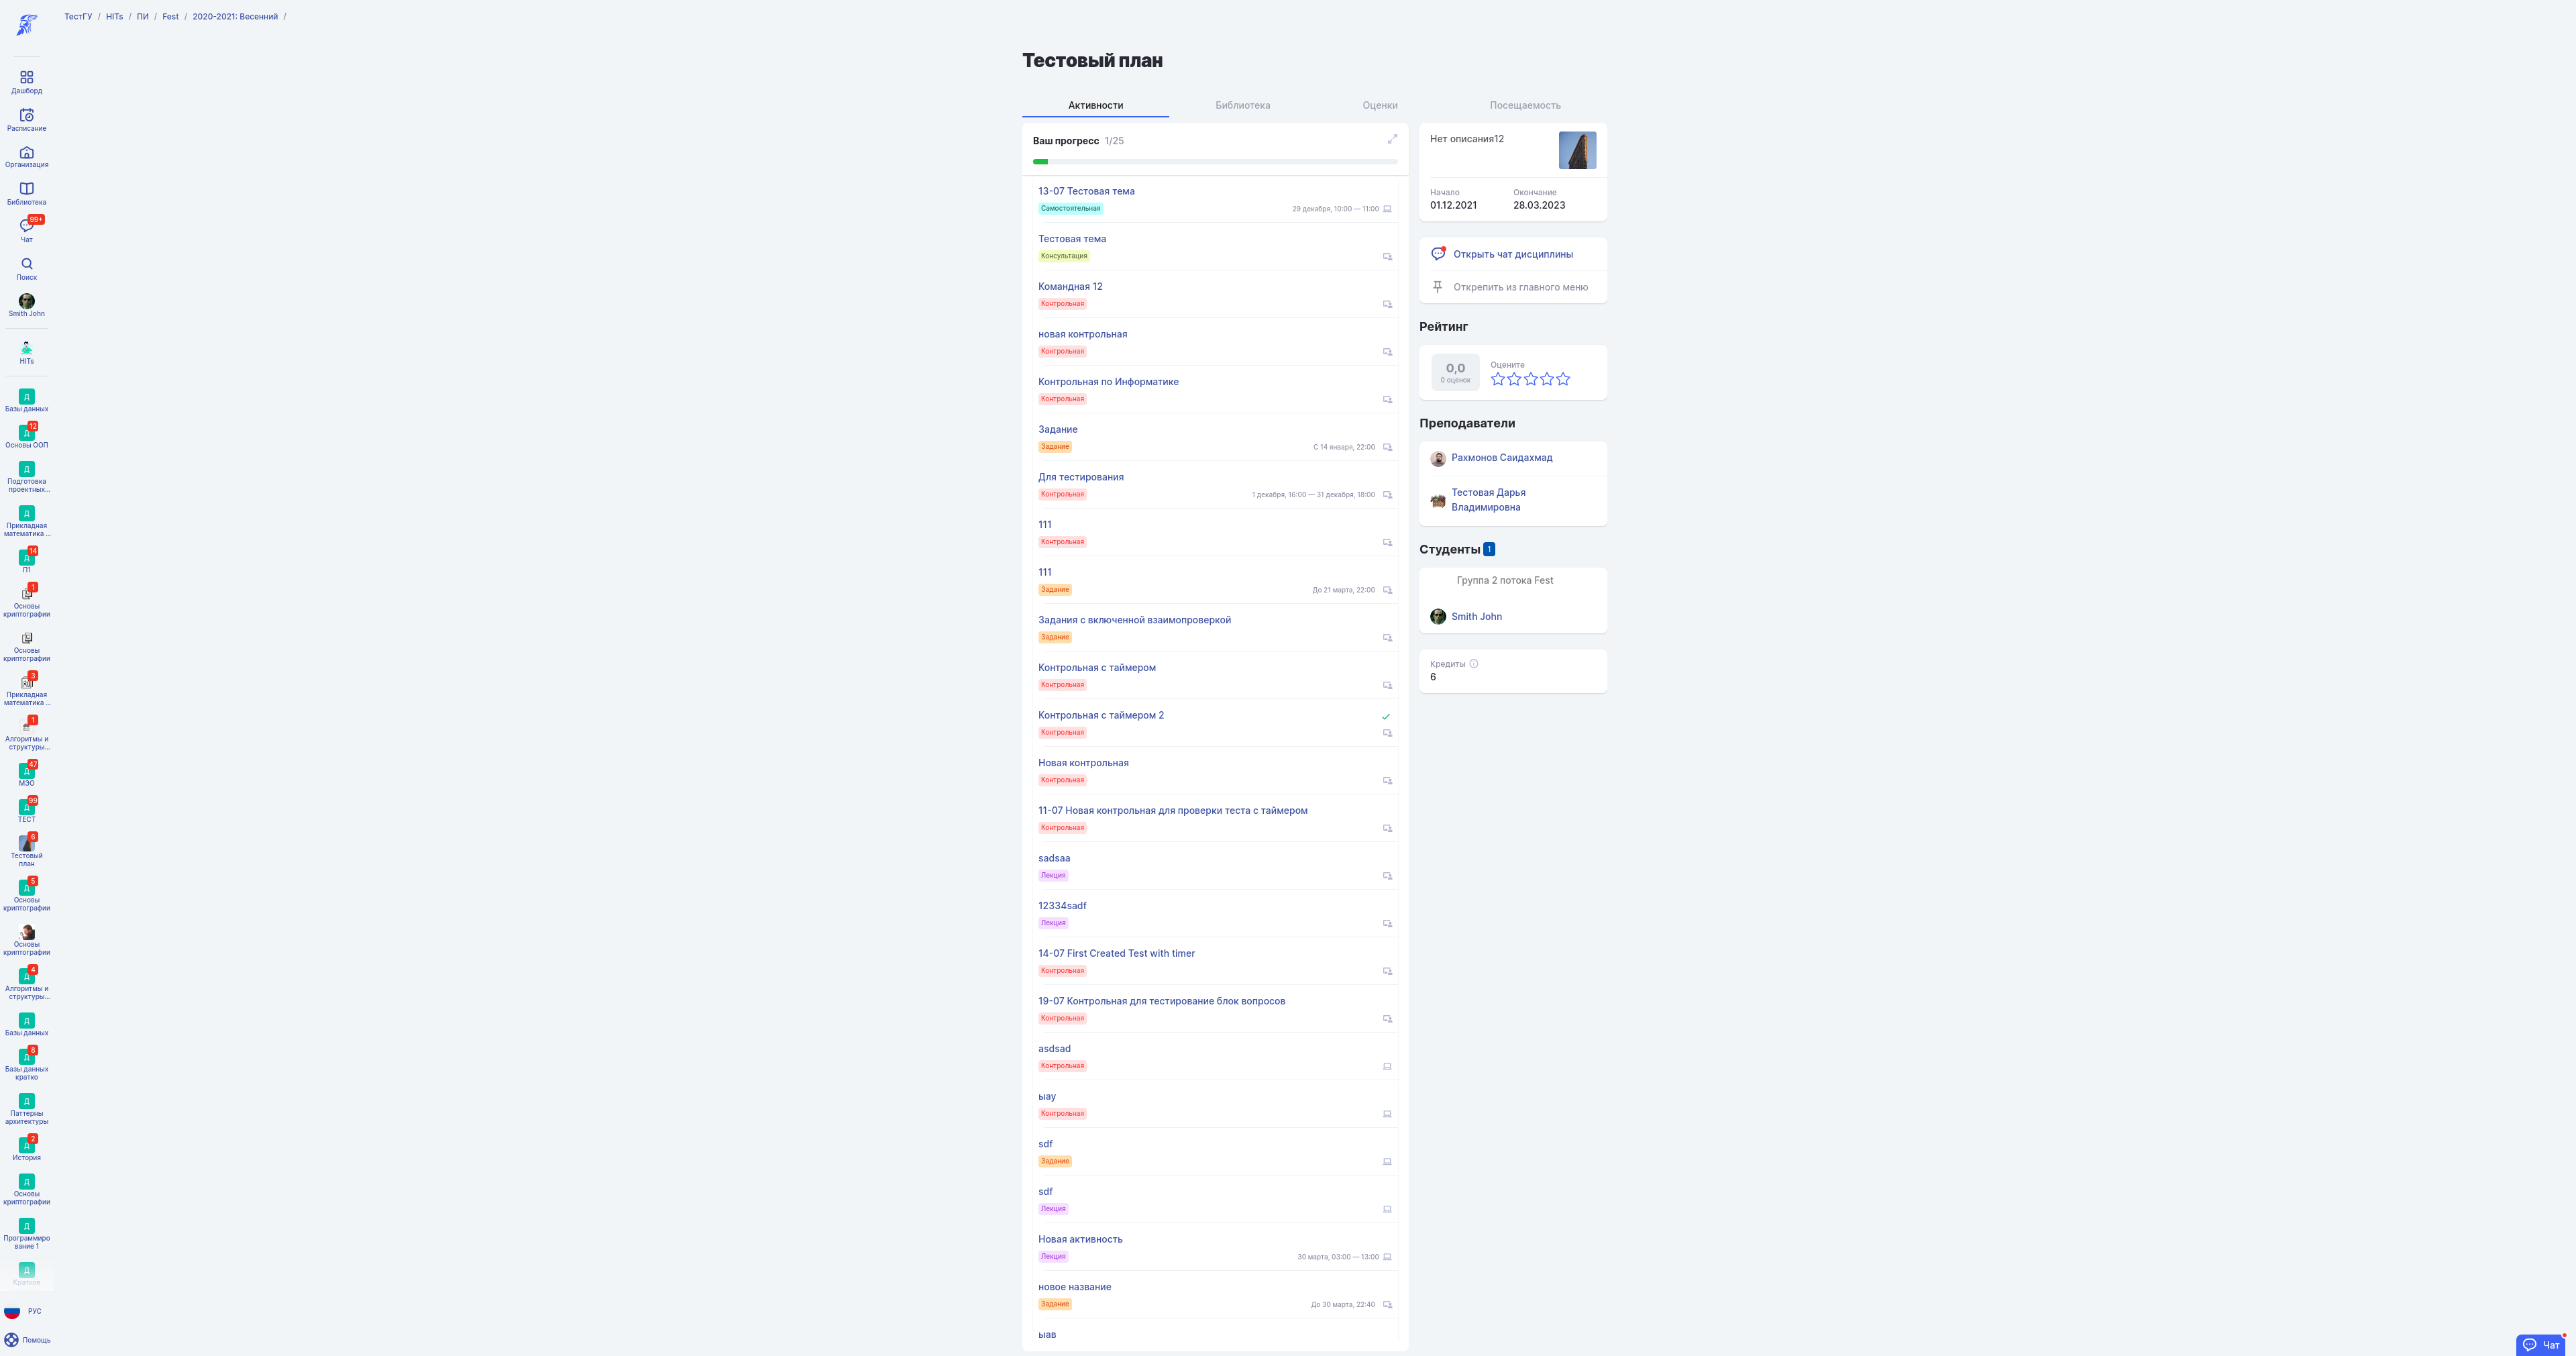 ТестГУ / HITs / ПИ / Fest / 2020-2021: Весенний /
Дашборд
Расписание
Организация
Библиотека
99+
Чат
Поиск
Smith John
HITs
Д
Базы данных
12
Д
Основы ООП
Д
Подготовка
проектных...
Д
Прикладная
математика ...
14
Д
П1
1
Основы
криптографии
Основы
криптографии
3
Прикладная
математика ...
1
Алгоритмы и
структуры...
47
Д
МЭО
99
Д
ТЕСТ
6
Тестовый
план
5
Д
Основы
криптографии
Основы
криптографии
4
Д
Алгоритмы и
структуры...
Д
Базы данных
8
Д
Базы данных
кратко
Д
Паттерны
архитектуры
2
Д
История
Д
Основы
криптографии
Д
Программиро
вание 1
Д
Краткое
РУС
Помощь
Тестовый план
Активности
Библиотека
Оценки
Посещаемость
Ваш прогресс 1/25
13-07 Тестовая тема
Самостоятельная
29 декабря, 10:00 — 11:00
Тестовая тема
Консультация
Командная 12
Контрольная
новая контрольная
Контрольная
Контрольная по Информатике
Контрольная
Задание
Задание
С 14 января, 22:00
Для тестирования
Контрольная
1 декабря, 16:00 — 31 декабря, 18:00
111
Контрольная
111
Задание
До 21 марта, 22:00
Задания с включенной взаимопроверкой
Задание
Контрольная с таймером
Контрольная
Контрольная с таймером 2
Контрольная
Новая контрольная
Контрольная
11-07 Новая контрольная для проверки теста с таймером
Контрольная
sadsaa
Лекция
12334sadf
Лекция
14-07 First Created Test with timer
Контрольная
19-07 Контрольная для тестирование блок вопросов
Контрольная
asdsad
Контрольная
ыау
Контрольная
sdf
Задание
sdf
Лекция
Новая активность
Лекция
30 марта, 03:00 — 13:00
новое название
Задание
До 30 марта, 22:40
ыав
Нет описания12
Начало
Окончание
01.12.2021
28.03.2023
Открыть чат дисциплины
Открепить из главного меню
Рейтинг
0,0
0 оценок
Оцените
Преподаватели
Рахмонов Саидахмад
Тестовая Дарья
Владимировна
Студенты 1
Группа 2 потока Fest
Smith John
Кредиты
6
Чат